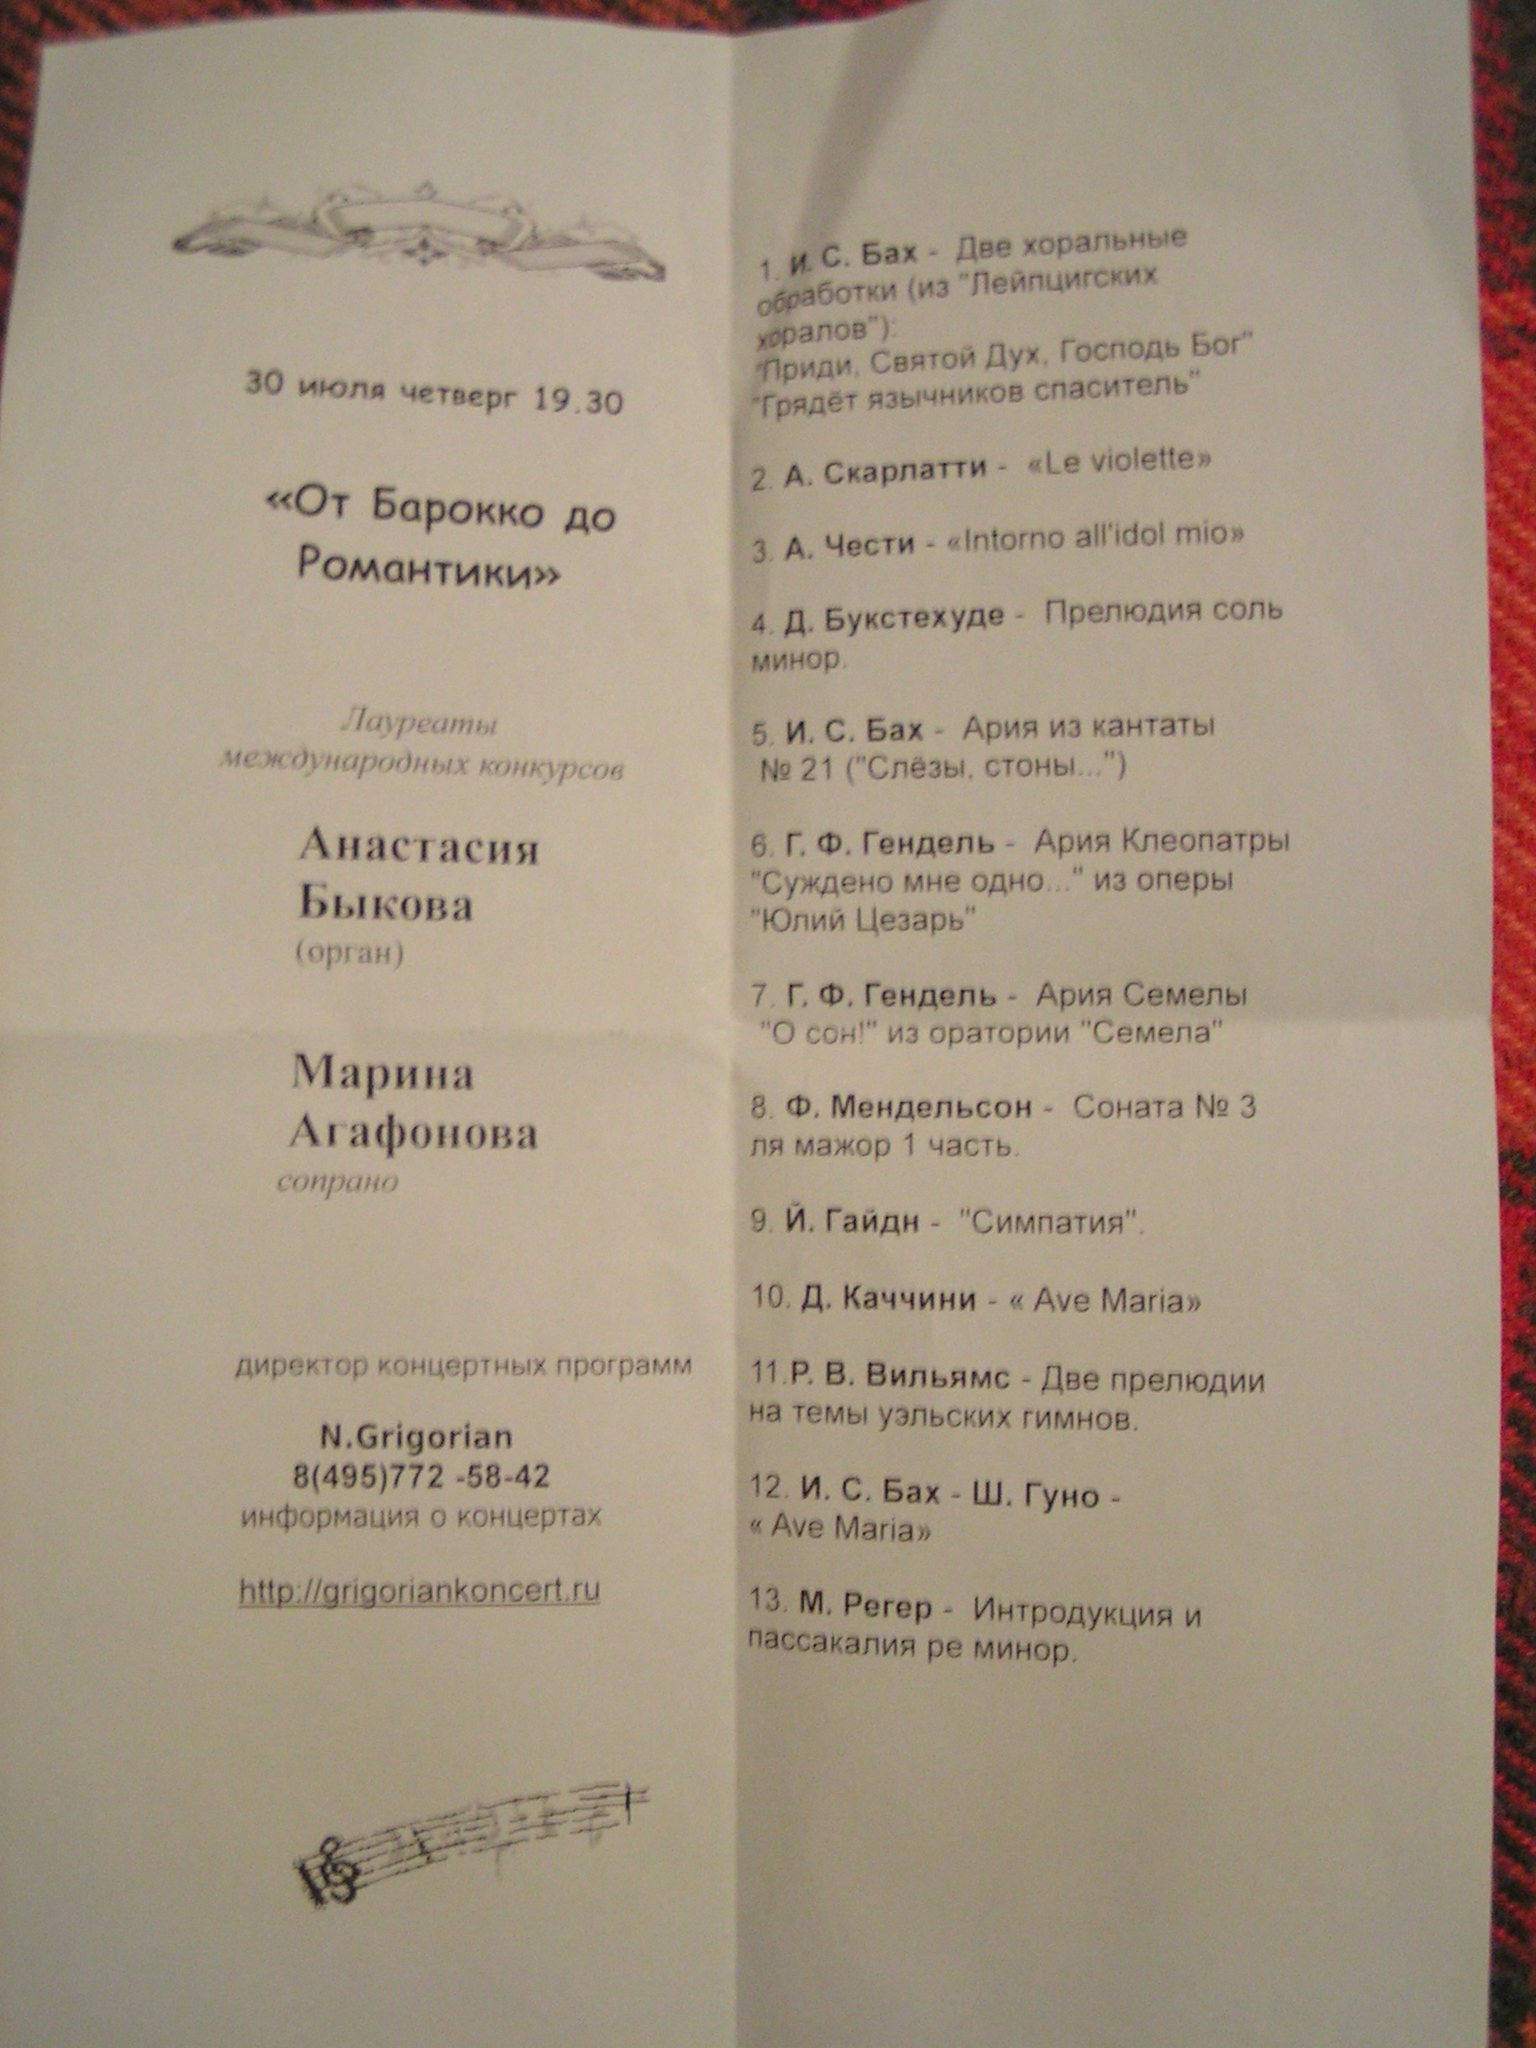 30 июля четверг 19.30
«От Барокко до
Романтики»
Лауреаты
международных конкурсов
Анастасия
Быкова
(орган)
Марина
Агафонова
сопрано
директор концертных программ
N.Grigorian
8(495)772 -58-42
информация о концертах
http://grigoriankoncert.ru
1. И. С. Бах - Две хоральные
обработки (из "Лейпцигских
хоралов"):
"Приди, Святой Дух, Господь Бог"
"Грядёт язычников спаситель"
2. А. Скарлатти - «Le violette»
3. А. Чести - «Intorno all'idol mio»
4. Д. Букстехуде - Прелюдия соль
минор.
5. И. С. Бах - Ария из кантаты
№ 21 ("Слёзы, стоны...")
6. Г. Ф. Гендель - Ария Клеопатры
"Суждено мне одно..." из оперы
"Юлий Цезарь"
7. Г. Ф. Гендель - Ария Семелы
"О сон!" из оратории "Семела"
8. Ф. Мендельсон - Соната № 3
ля мажор 1 часть.
9. Й. Гайдн - "Симпатия".
10. Д. Каччини - « Ave Maria»
11.Р. В. Вильямс - Две прелюдии
на темы уэльских гимнов.
12. И. С. Бах - Ш. Гуно -
« Ave Maria»
13. М. Регер - Интродукция и
пассакалия ре минор.